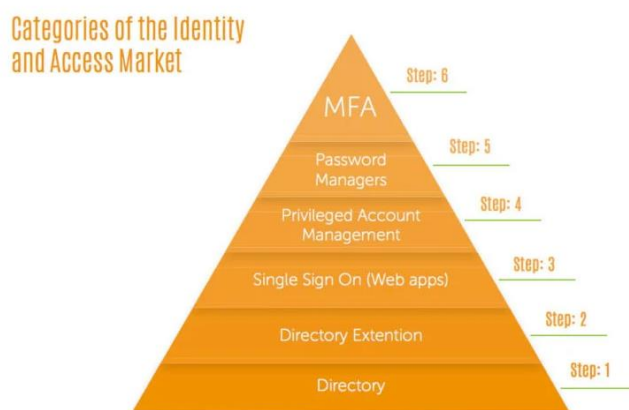 Categories of the Identity
and Access Market
Step: 6
MFA
Step: 5
Password
Managers
Step: 4
Privileged Account
Management
Step: 3
Single Sign On (Web apps)
Step: 2
Directory Extention
Step: 1
Directory